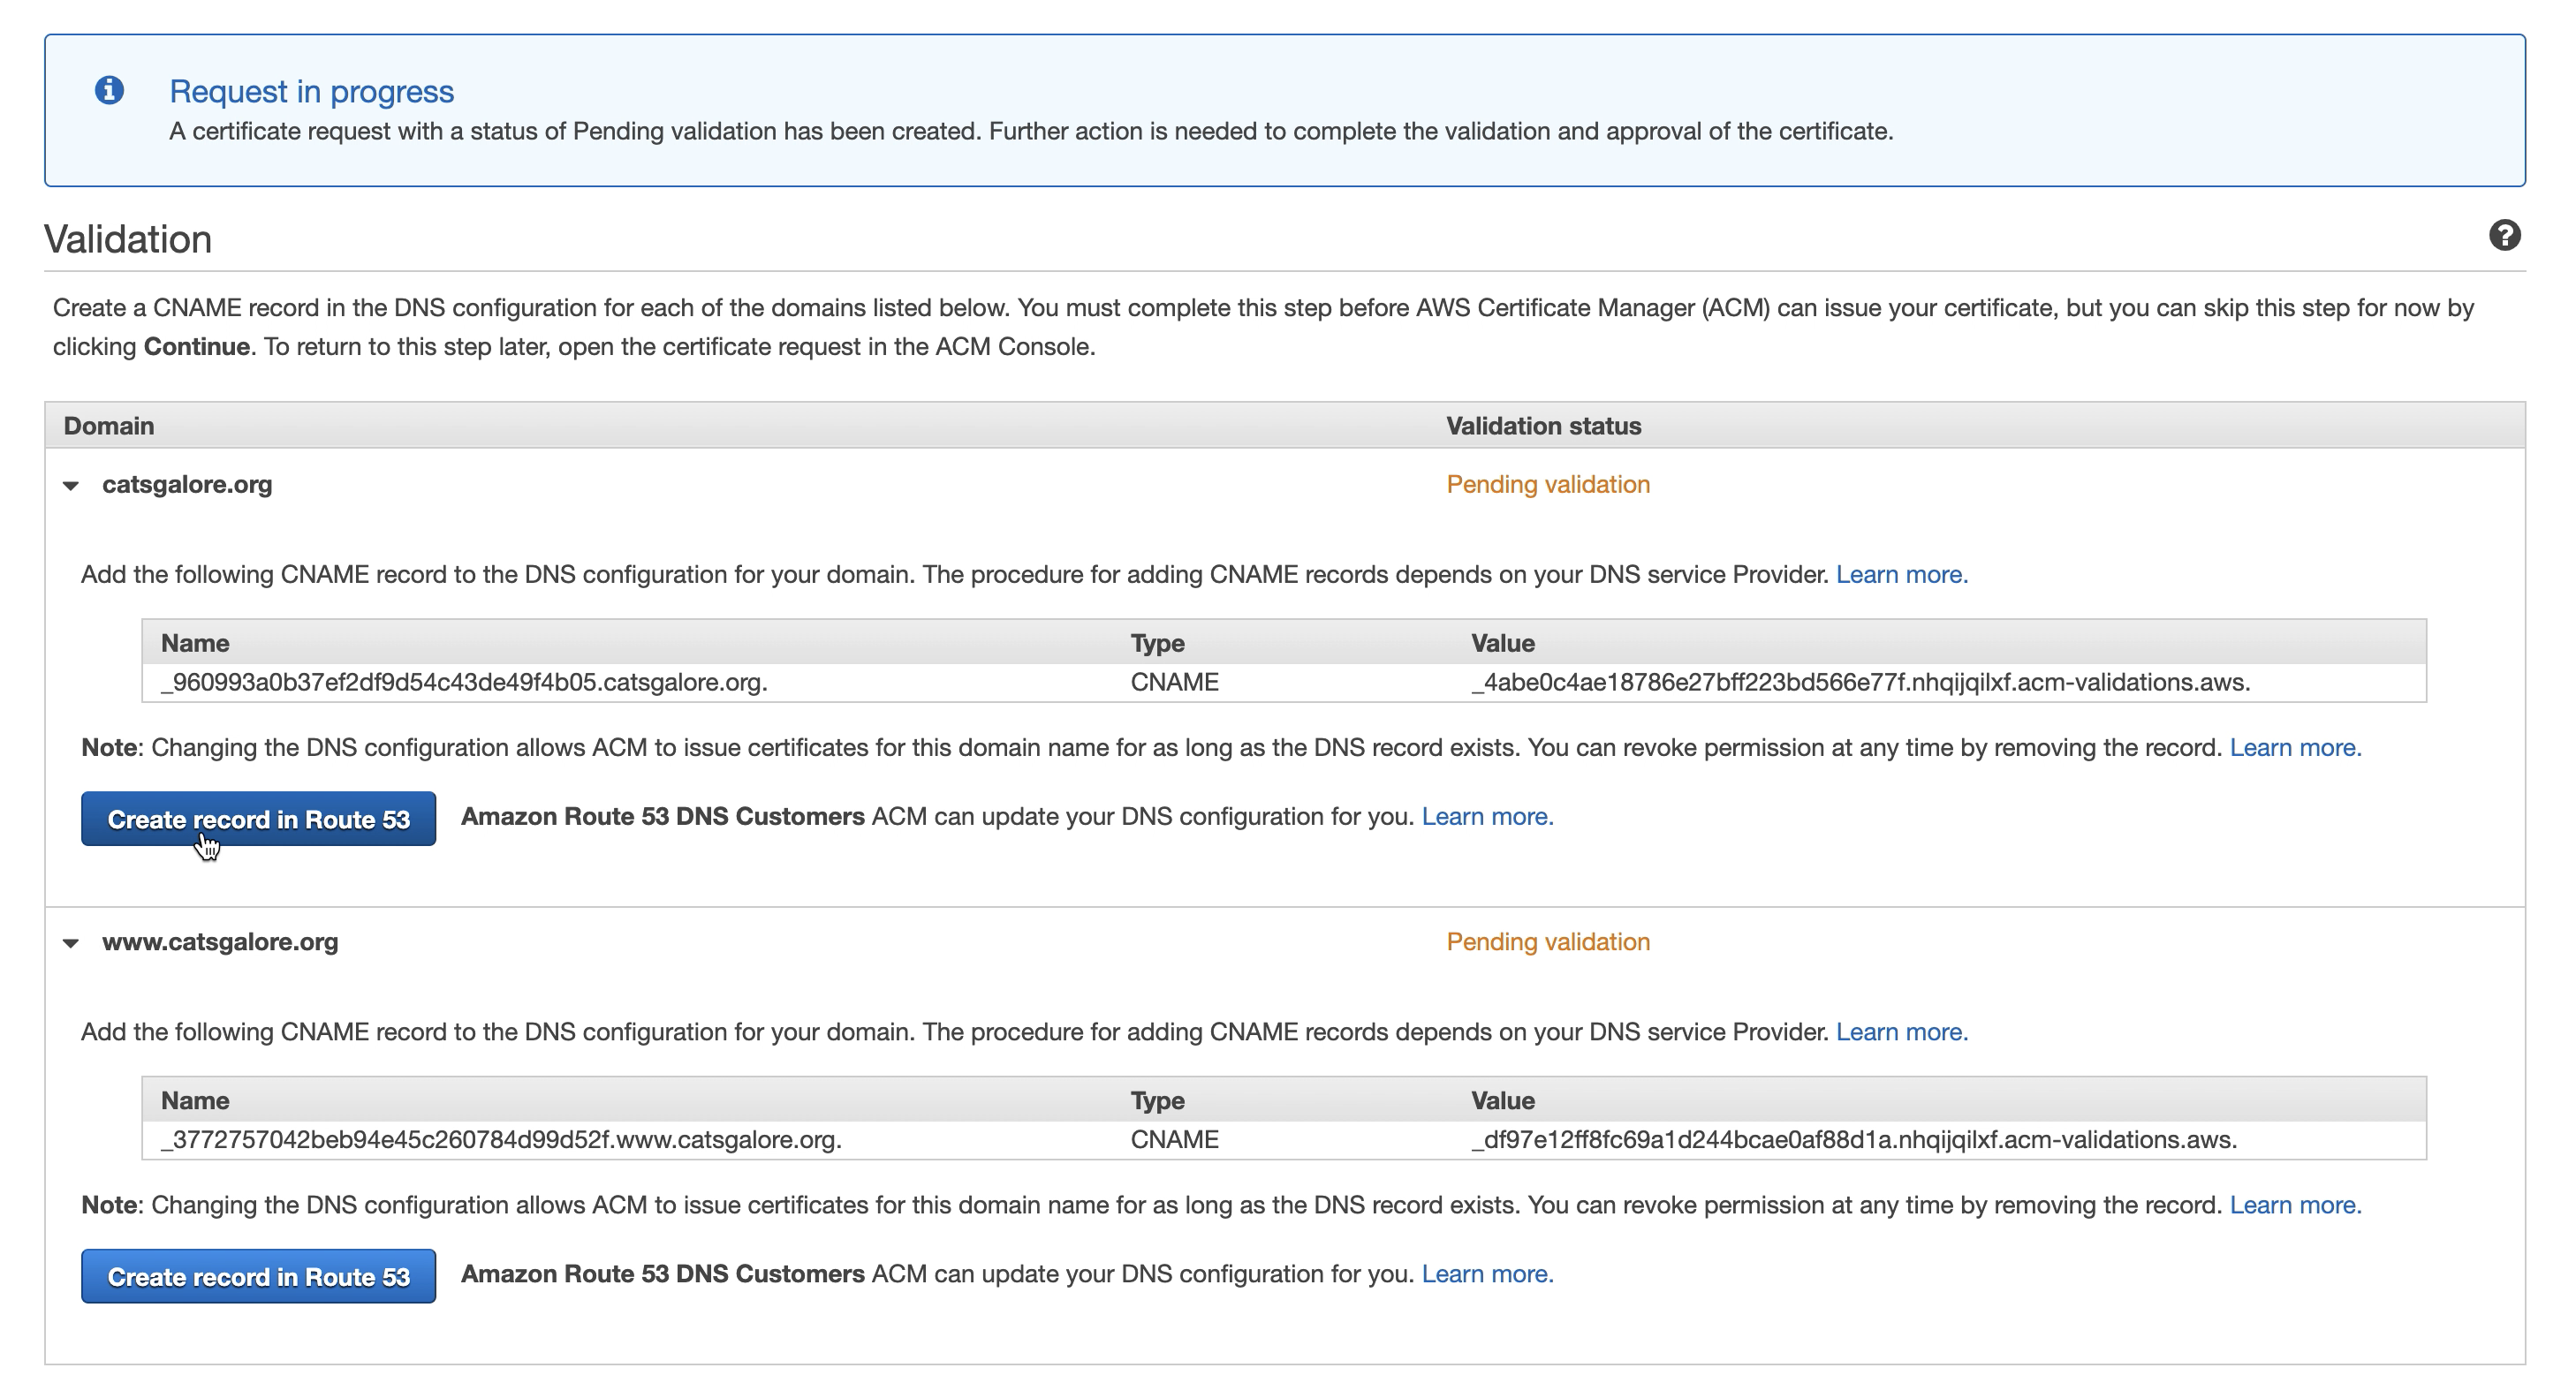 Request in progress
A certificate request with a status of Pending validation has been created. Further action is needed to complete the validation and approval of the certificate.
Validation
Create a CNAME record in the DNS configuration for each of the domains listed below. You must complete this step before AWS Certificate Manager (ACM) can issue your certificate, but you can skip this step for now by
clicking Continue. To return to this step later, open the certificate request in the ACM Console.
Domain Validation status
catsgalore.org Pending validation
Add the following CNAME record to the DNS configuration for your domain. The procedure for adding CNAME records depends on your DNS service Provider. Learn more.
Name Type Value
_960993a0b37ef2df9d54c43de49f4b05.catsgalore.org. CNAME _4abe0c4ae18786e27bff223bd566e77f.nhqijqilxf.acm-validations.aws.
Note: Changing the DNS configuration allows ACM to issue certificates for this domain name for as long as the DNS record exists. You can revoke permission at any time by removing the record. Learn more.
Create record in Route 53 Amazon Route 53 DNS Customers ACM can update your DNS configuration for you. Learn more.
www.catsgalore.org Pending validation
Add the following CNAME record to the DNS configuration for your domain. The procedure for adding CNAME records depends on your DNS service Provider. Learn more.
Name Type Value
_3772757042beb94e45c260784d99d52f.www.catsgalore.org. CNAME _df97e12ff8fc69a1d244bcae0af88d1a.nhqijqilxf.acm-validations.aws.
Note: Changing the DNS configuration allows ACM to issue certificates for this domain name for as long as the DNS record exists. You can revoke permission at any time by removing the record. Learn more.
Create record in Route 53 Amazon Route 53 DNS Customers ACM can update your DNS configuration for you. Learn more.